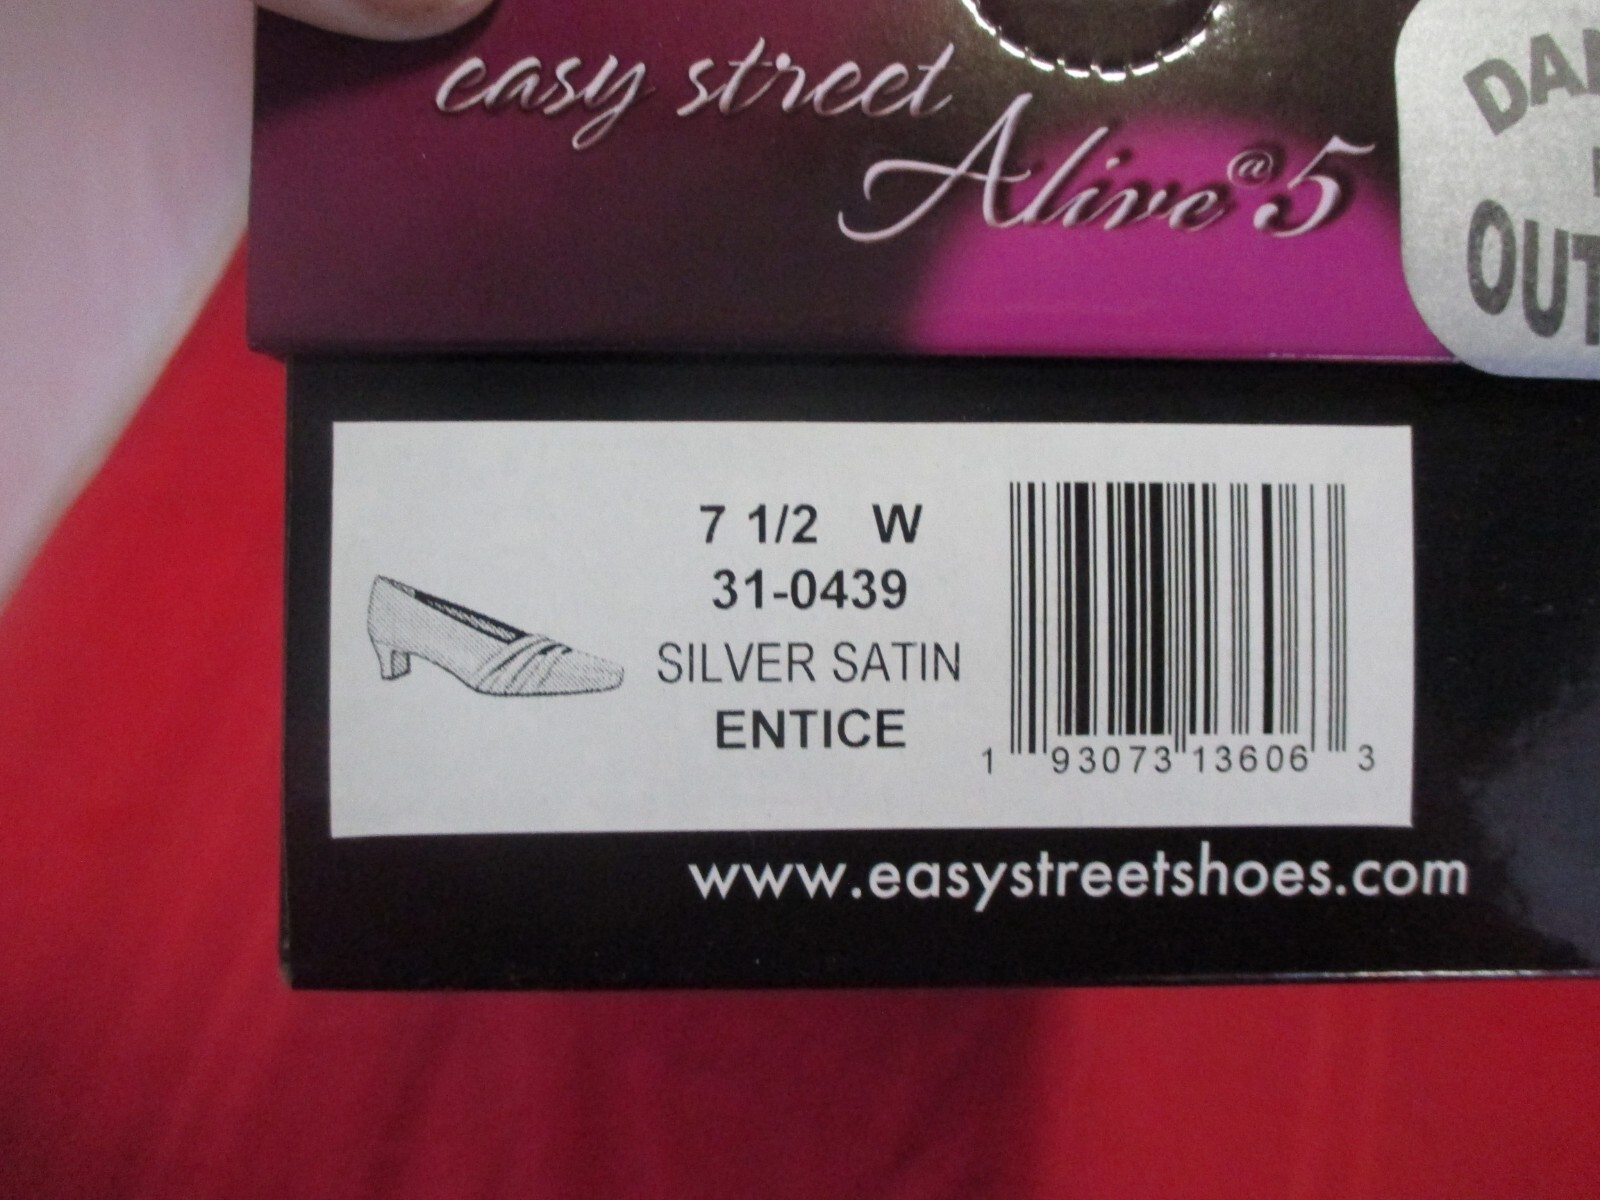 easy street
Alive@5
OUT
7 1/2 W
31-0439
SILVER SATIN
ENTICE
1 93073 13606 3
www.easystreetshoes.com